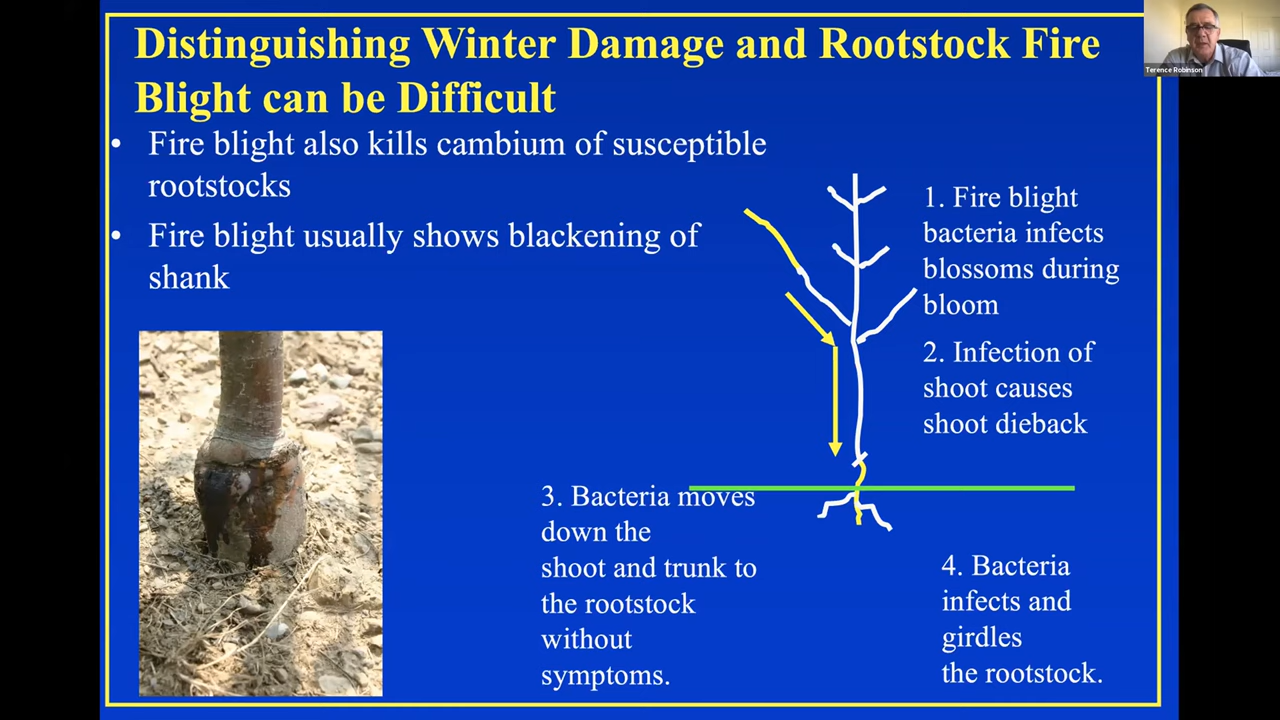 Distinguishing Winter Damage and Rootstock Fire
Blight can be Difficult
Terence Robinson
• Fire blight also kills cambium of susceptible
rootstocks
• Fire blight usually shows blackening of
shank
1. Fire blight
bacteria infects
blossoms during
bloom
2. Infection of
shoot causes
shoot dieback
3. Bacteria moves
down the
shoot and trunk to
the rootstock
without
symptoms.
4. Bacteria
infects and
girdles
the rootstock.